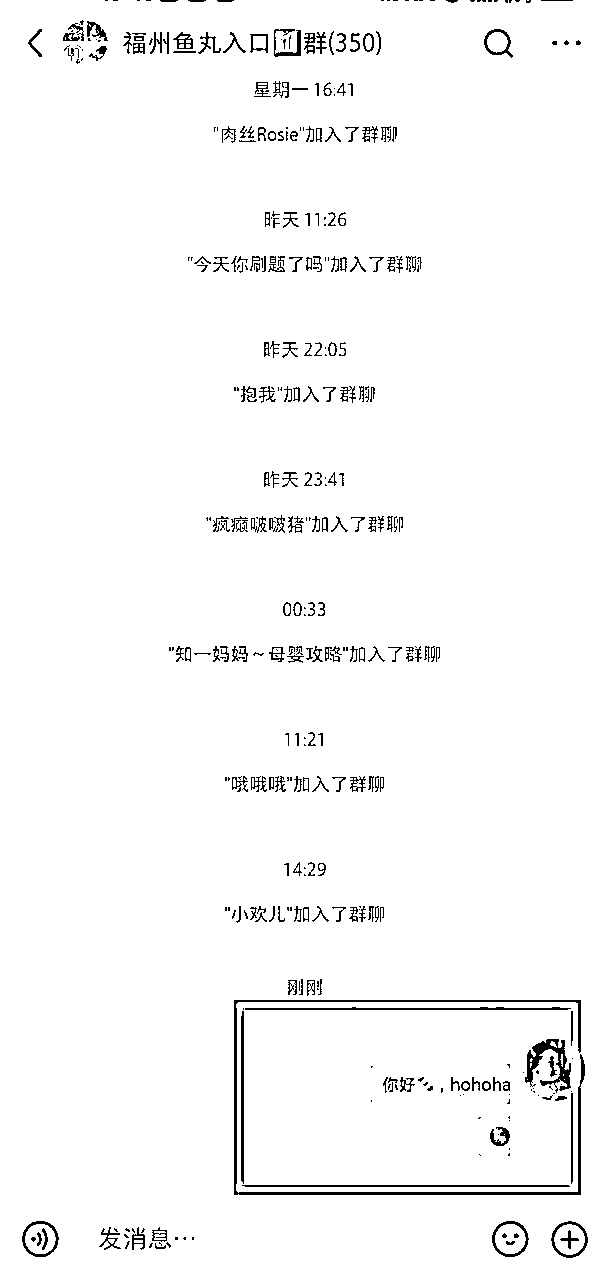 福州鱼丸入口群(350)
星期一 16:41
"肉丝Rosie"加入了群聊
昨天 11:26
"今天你刷题了吗"加入了群聊
昨天 22:05
"抱我"加入了群聊
昨天 23:41
"疯癫啵啵猪"加入了群聊
00:33
"知一妈妈～母婴攻略"加入了群聊
11:21
"哦哦哦"加入了群聊
14:29
"小欢儿"加入了群聊
刚刚
你好, hohoha
发消息…